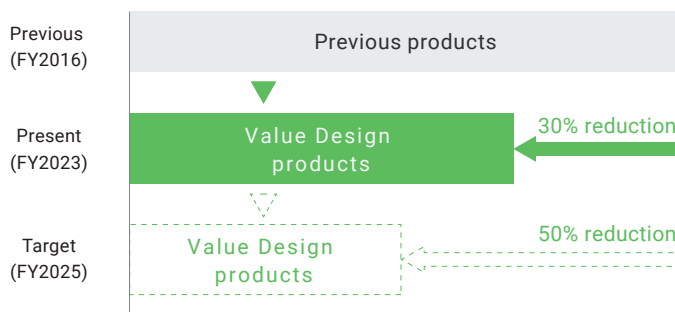 Previous
(FY2016)
Previous products
Present
(FY2023)
Value Design
products
30% reduction
Target
(FY2025)
Value Design
products
50% reduction